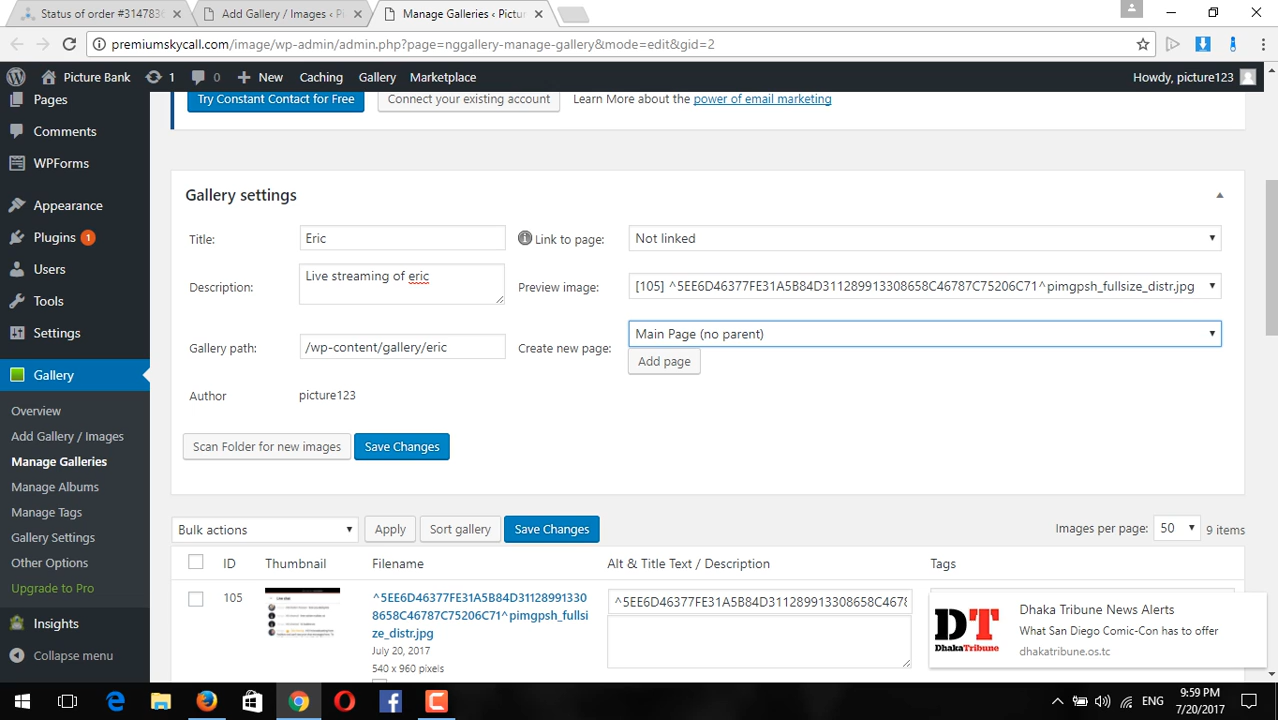 Status of order #314783
Add Gallery / Images ‹ Pi
Manage Galleries ‹ Pictur
premiumskycall.com/image/wp-admin/admin.php?page=nggallery-manage-gallery&mode=edit&gid=2
Picture Bank
1
0
New
Caching
Gallery
Marketplace
Howdy, picture123
Pages
Comments
WPForms
Appearance
Plugins 1
Users
Tools
Settings
Gallery
Overview
Add Gallery / Images
Manage Galleries
Manage Albums
Manage Tags
Gallery Settings
Other Options
Upgrade to Pro
Insights
Collapse menu
Try Constant Contact for Free
Connect your existing account
Learn More about the power of email marketing
Gallery settings
Title:
Eric
Link to page:
Not linked
Description:
Live streaming of eric
Preview image:
[105] ^5EE6D46377FE31A5B84D311289913308658C46787C75206C71^pimgpsh_fullsize_distr.jpg
Gallery path:
/wp-content/gallery/eric
Create new page:
Main Page (no parent)
Add page
Author
picture123
Scan Folder for new images
Save Changes
Bulk actions
Apply
Sort gallery
Save Changes
Images per page:
50
9 items
ID
Thumbnail
Filename
Alt & Title Text / Description
Tags
105
^5EE6D46377FE31A5B84D31128991330
8658C46787C75206C71^pimgpsh_fullsi
ze_distr.jpg
July 20, 2017
540 x 960 pixels
^5EE6D46377FE31A5B84D311289913308658C4678
DT
DhakaTribune
Dhaka Tribune News Alerts
What San Diego Comic-Con has to offer
dhakatribune.os.tc
ENG
9:59 PM
7/20/2017